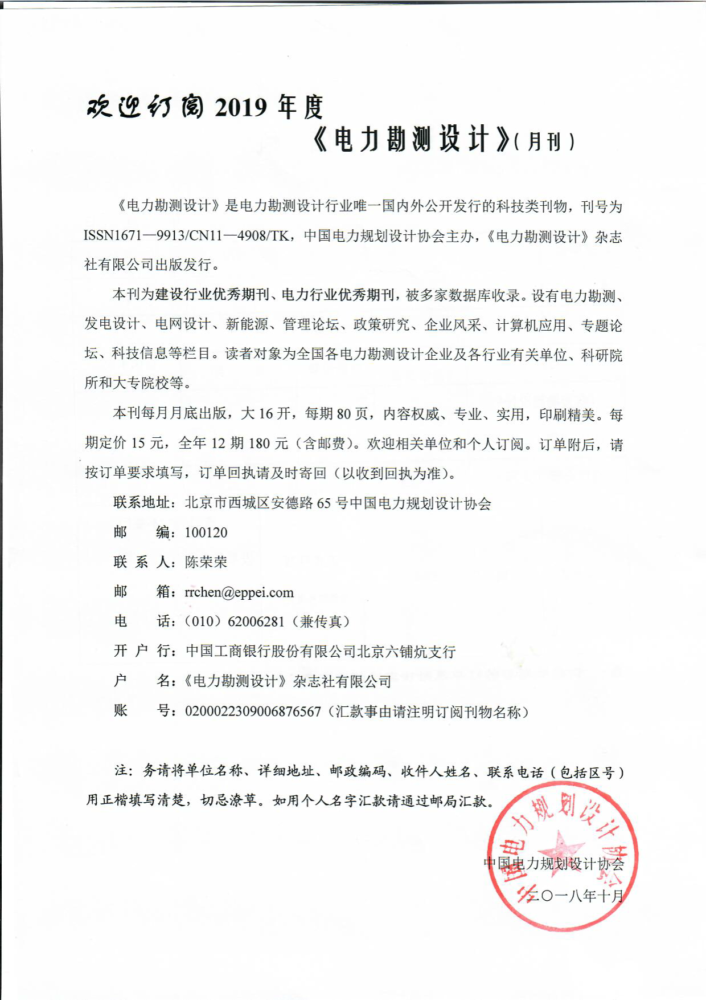 欢迎订阅 2019 年度
《电力勘测设计》(月刊)
《电力勘测设计》是电力勘测设计行业唯一国内外公开发行的科技类刊物，刊号为
ISSN1671—9913/CN11—4908/TK，中国电力规划设计协会主办，《电力勘测设计》杂志
社有限公司出版发行。
本刊为建设行业优秀期刊、电力行业优秀期刊，被多家数据库收录。设有电力勘测、
发电设计、电网设计、新能源、管理论坛、政策研究、企业风采、计算机应用、专题论
坛、科技信息等栏目。读者对象为全国各电力勘测设计企业及各行业有关单位、科研院
所和大专院校等。
本刊每月月底出版，大 16 开，每期 80 页，内容权威、专业、实用，印刷精美。每
期定价 15 元，全年 12 期 180 元（含邮费）。欢迎相关单位和个人订阅。订单附后，请
按订单要求填写，订单回执请及时寄回（以收到回执为准）。
联系地址：北京市西城区安德路 65 号中国电力规划设计协会
邮 编：100120
联 系 人：陈荣荣
邮 箱：rrchen@eppei.com
电 话：（010）62006281（兼传真）
开 户 行：中国工商银行股份有限公司北京六铺炕支行
户 名：《电力勘测设计》杂志社有限公司
账 号：0200022309006876567（汇款事由请注明订阅刊物名称）
注：务请将单位名称、详细地址、邮政编码、收件人姓名、联系电话（包括区号）
用正楷填写清楚，切忌潦草。如用个人名字汇款请通过邮局汇款。
中国电力规划设计协会
中国电力规划设计协会
二〇一八年十月